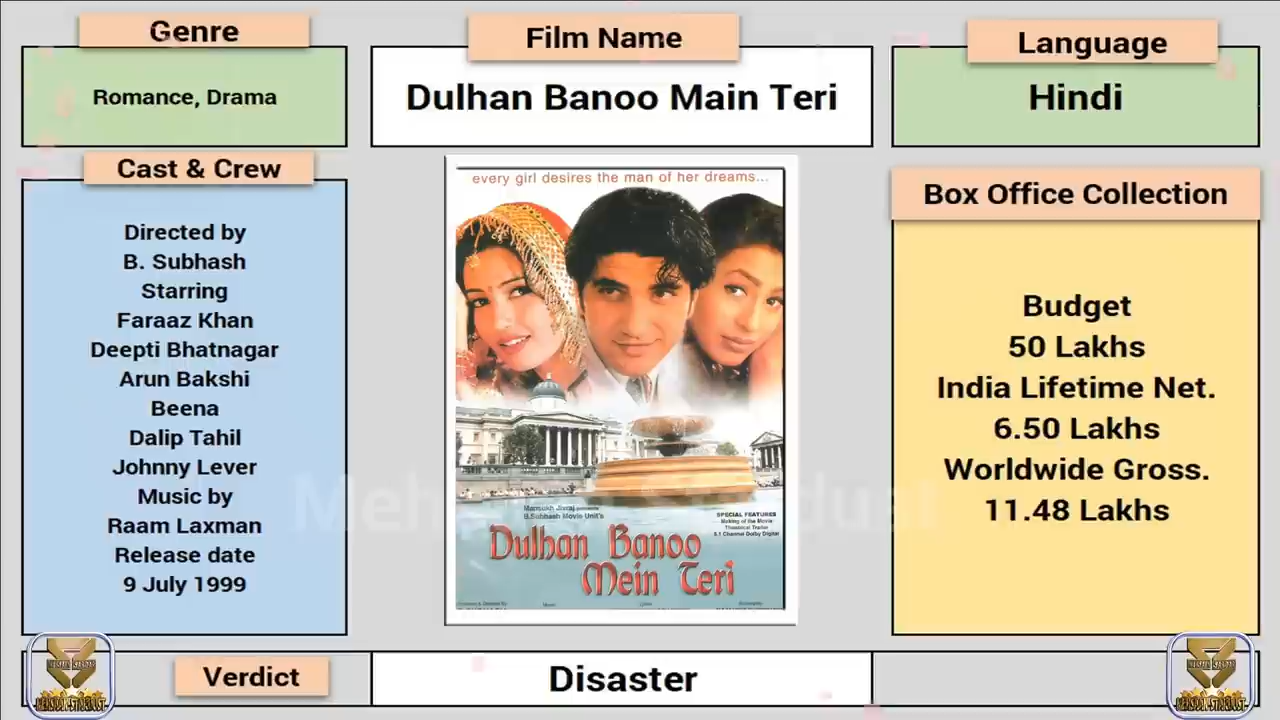 Genre
Film Name
Language
Romance, Drama
Dulhan Banoo Main Teri
Hindi
Cast & Crew
Directed by
B. Subhash
Starring
Faraaz Khan
Deepti Bhatnagar
Arun Bakshi
Beena
Dalip Tahil
Johnny Lever
Music by
Raam Laxman
Release date
9 July 1999
every girl desires the man of her dreams...
Mansukh Jivraj presents
B.Subhash Movie Unit's
SPECIAL FEATURES
Making of the Movie
Theatrical Trailer
5.1 Channel Dolby Digital
Dulhan Banoo
Mein Teri
Box Office Collection
Budget
50 Lakhs
India Lifetime Net.
6.50 Lakhs
Worldwide Gross.
11.48 Lakhs
Verdict
Disaster